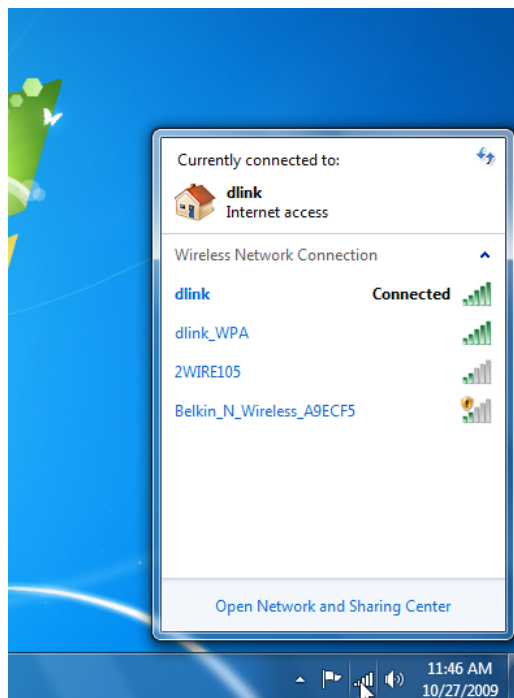 Currently connected to:
dlink
Internet access
Wireless Network Connection
dlink Connected
dlink_WPA
2WIRE105
Belkin_N_Wireless_A9ECF5
Open Network and Sharing Center
11:46 AM
10/27/2009